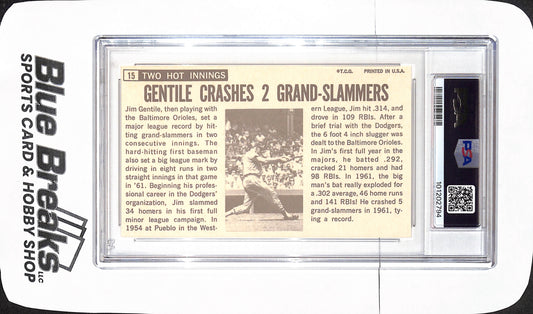 Blue Breaks LLC
SPORTS CARD & HOBBY SHOP
15 TWO HOT INNINGS
©T.C.G. PRINTED IN U.S.A.
GENTILE CRASHES 2 GRAND-SLAMMERS
Jim Gentile, then playing with
the Baltimore Orioles, set a
major league record by hit-
ting grand-slammers in two
consecutive innings. The
hard-hitting first baseman
also set a big league mark by
driving in eight runs in two
straight innings in that game
in '61. Beginning his profes-
sional career in the Dodgers'
organization, Jim slammed
34 homers in his first full
minor league campaign. In
1954 at Pueblo in the West-
ern League, Jim hit .314, and
drove in 109 RBIs. After a
brief trial with the Dodgers,
the 6 foot 4 inch slugger was
dealt to the Baltimore Orioles.
In Jim's first full year in the
majors, he batted .292,
cracked 21 homers and had
98 RBIs. In 1961, the big
man's bat really exploded for
a .302 average, 46 home runs
and 141 RBIs! He crashed 5
grand-slammers in 1961, ty-
ing a record.
PSA
101202794